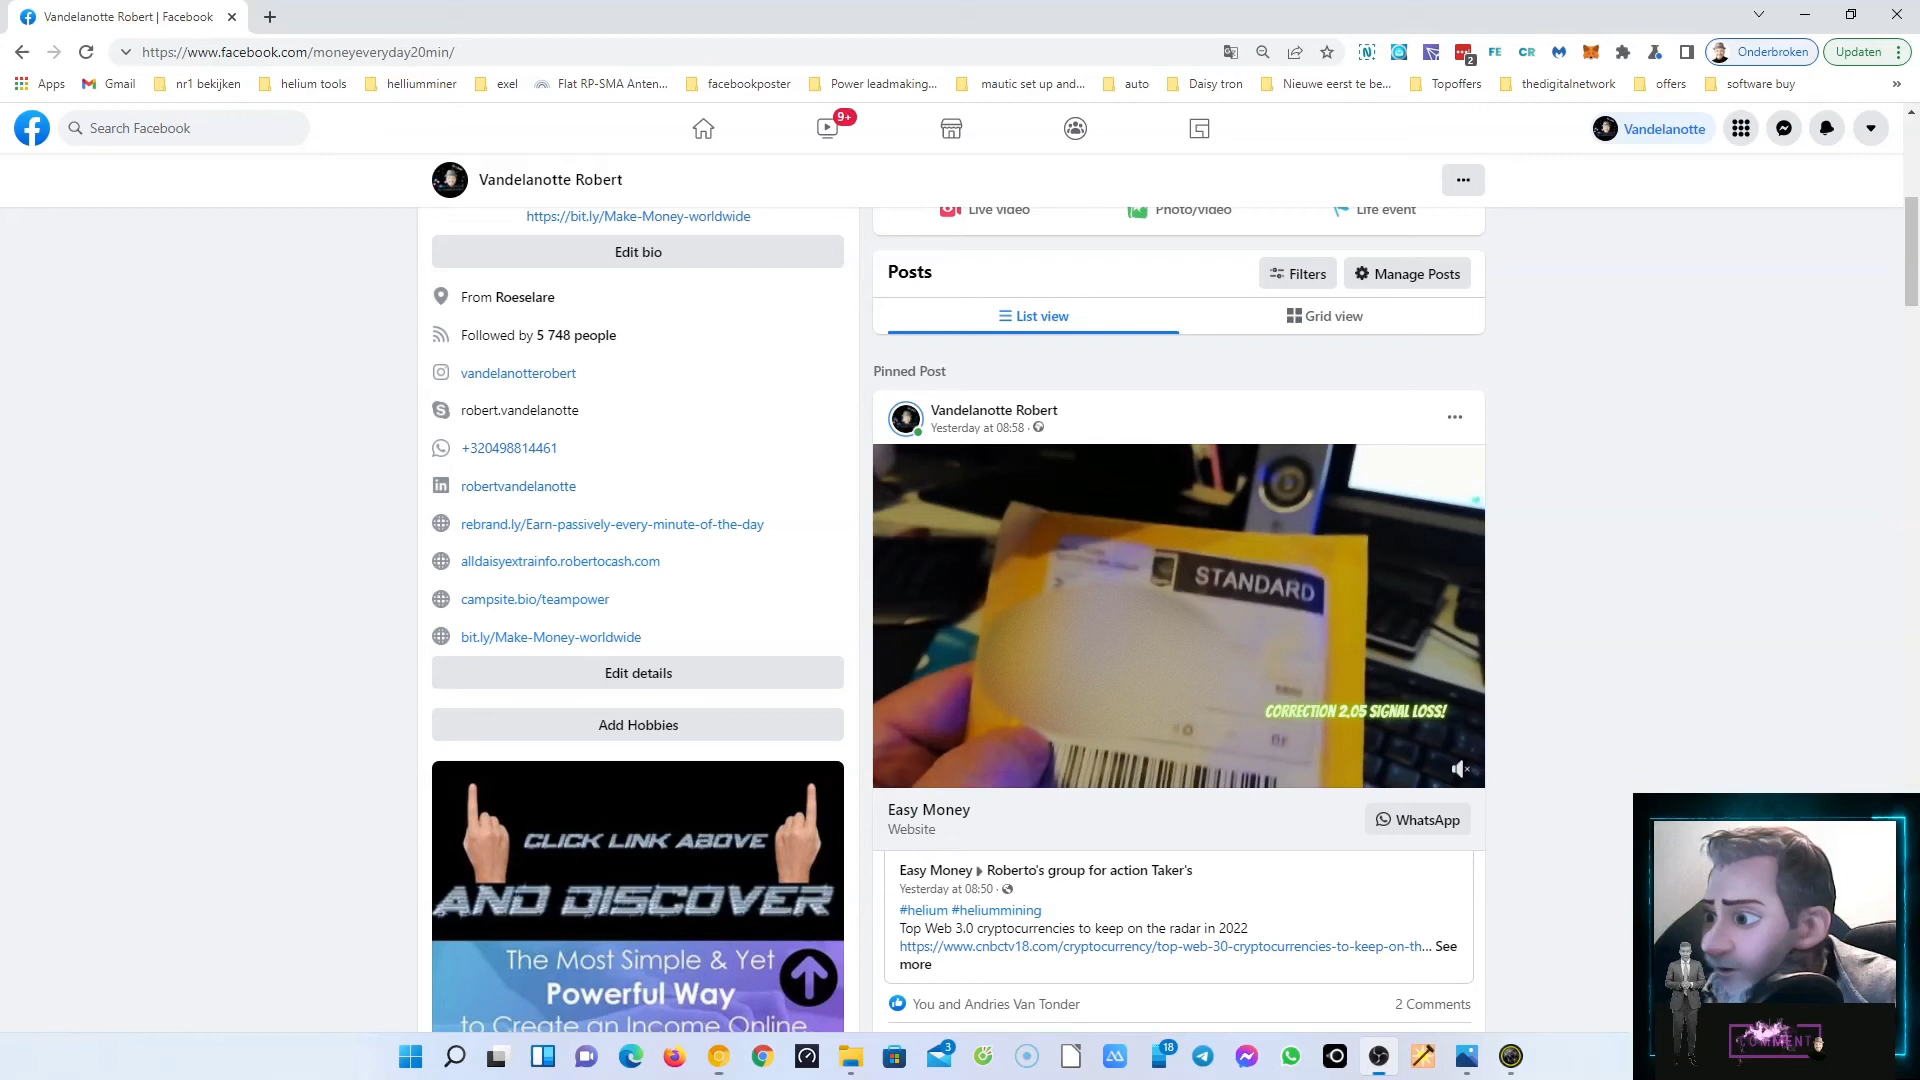 Vandelanotte Robert | Facebook
https://www.facebook.com/moneyeveryday20min/
2
FE
CR
Onderbroken
Updaten
Apps
Gmail
nr1 bekijken
helium tools
helliumminer
exel
Flat RP-SMA Anten...
facebookposter
Power leadmaking...
mautic set up and...
auto
Daisy tron
Nieuwe eerst te be...
Topoffers
thedigitalnetwork
offers
software buy
»
Search Facebook
9+
Vandelanotte
Vandelanotte Robert
https://bit.ly/Make-Money-worldwide
Edit bio
From Roeselare
Followed by 5 748 people
vandelanotterobert
robert.vandelanotte
+320498814461
robertvandelanotte
rebrand.ly/Earn-passively-every-minute-of-the-day
alldaisyextrainfo.robertocash.com
campsite.bio/teampower
bit.ly/Make-Money-worldwide
Edit details
Add Hobbies
CLICK LINK ABOVE
AND DISCOVER
The Most Simple & Yet
Powerful Way
to Create an Income Online
Live video
Photo/video
Life event
Posts
Filters
Manage Posts
List view
Grid view
Pinned Post
Vandelanotte Robert
Yesterday at 08:58 ·
STANDARD
CORRECTION 2,05 SIGNAL LOSS!
Easy Money
Website
WhatsApp
Easy Money
Roberto's group for action Taker's
Yesterday at 08:50 ·
#helium #heliummining
Top Web 3.0 cryptocurrencies to keep on the radar in 2022
https://www.cnbctv18.com/cryptocurrency/top-web-30-cryptocurrencies-to-keep-on-th... See
more
You and Andries Van Tonder
2 Comments
COMMENT
3
18